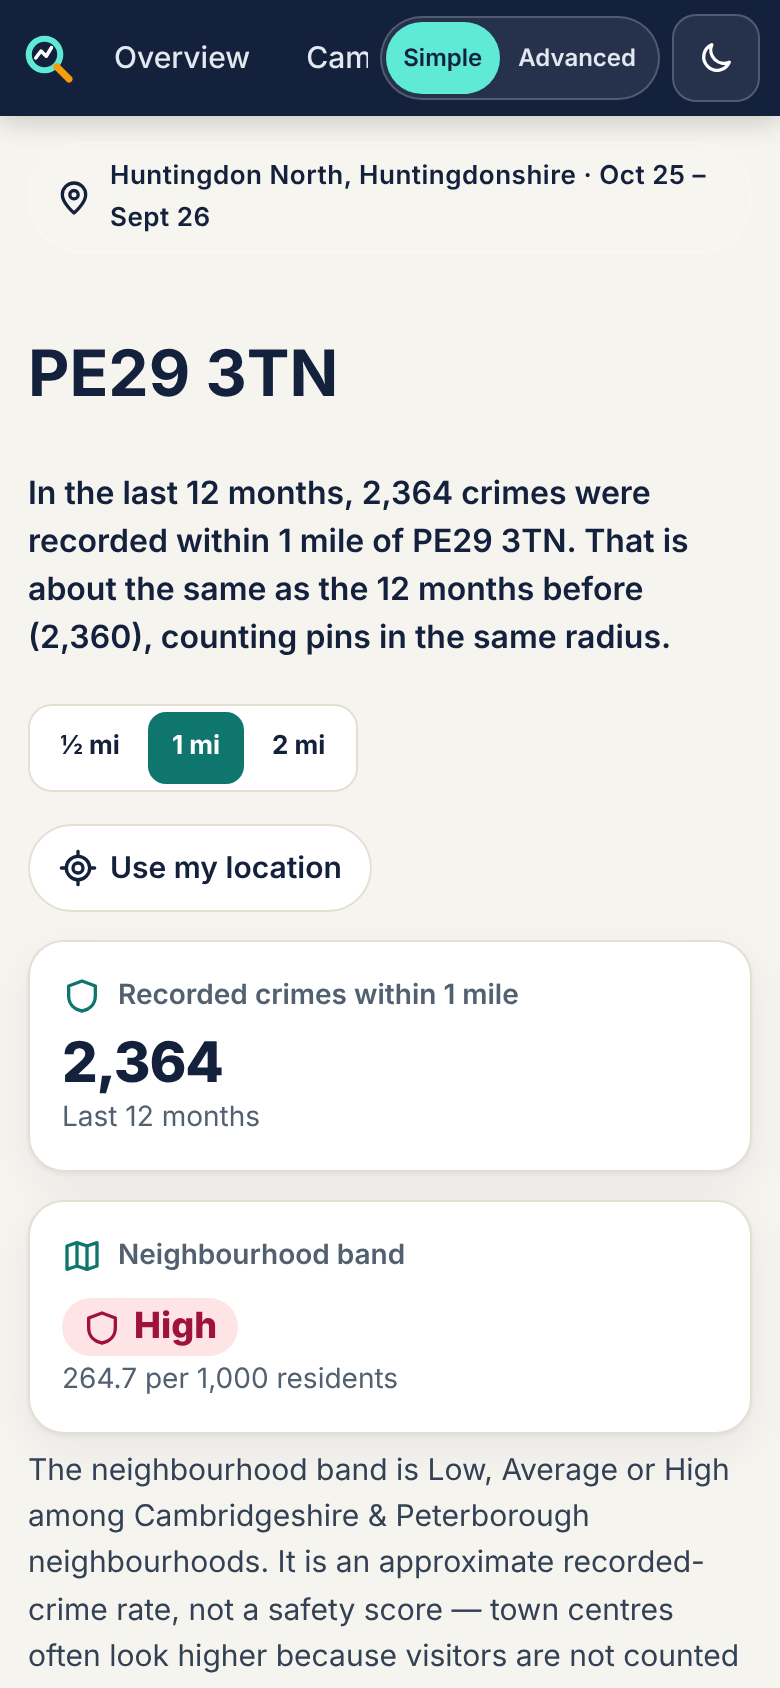 Overview Cam Simple Advanced
Huntingdon North, Huntingdonshire · Oct 25 –
Sept 26
PE29 3TN
In the last 12 months, 2,364 crimes were
recorded within 1 mile of PE29 3TN. That is
about the same as the 12 months before
(2,360), counting pins in the same radius.
½ mi 1 mi 2 mi
Use my location
Recorded crimes within 1 mile
2,364
Last 12 months
Neighbourhood band
High
264.7 per 1,000 residents
The neighbourhood band is Low, Average or High
among Cambridgeshire & Peterborough
neighbourhoods. It is an approximate recorded-
crime rate, not a safety score — town centres
often look higher because visitors are not counted